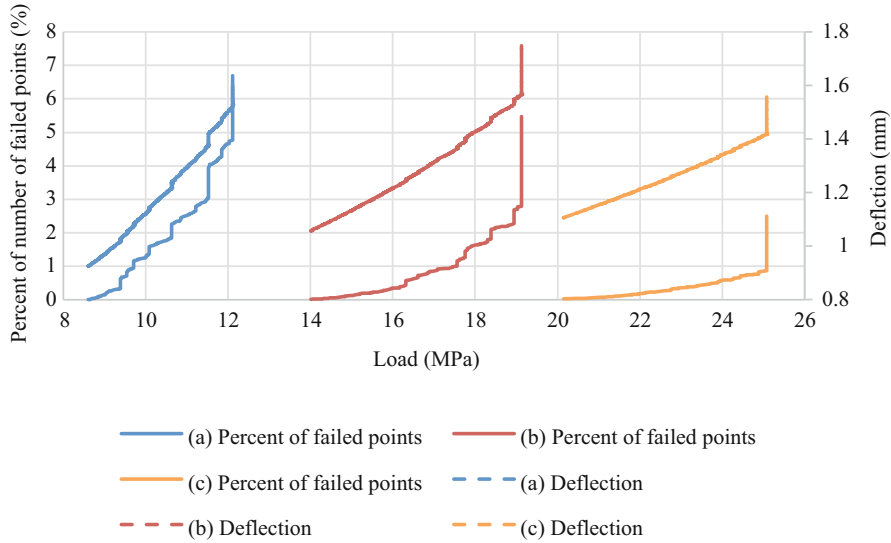 Percent of number of failed points (%)
8
7
6
5
4
3
2
1
0
1.8
1.6
1.4
1.2
1
0.8
Deflction (mm)
8 10 12 14 16 18 20 22 24 26
Load (MPa)
(a) Percent of failed points
(b) Percent of failed points
(c) Percent of failed points
(a) Deflection
(b) Deflection
(c) Deflection